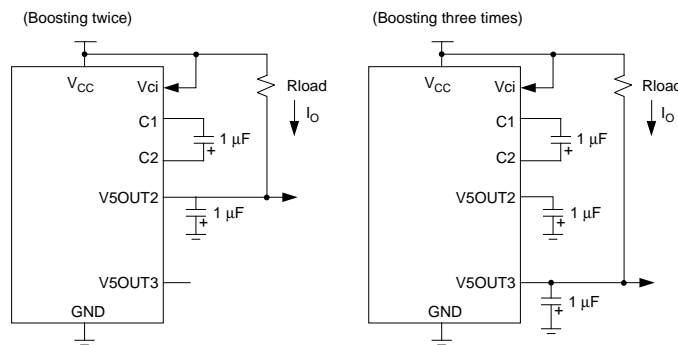 (Boosting twice)
VCC
Vci
C1
C2
V5OUT2
V5OUT3
GND
1 μF
+
1 μF
+
Rload
IO
(Boosting three times)
VCC
Vci
C1
C2
V5OUT2
V5OUT3
GND
1 μF
+
1 μF
+
1 μF
+
Rload
IO